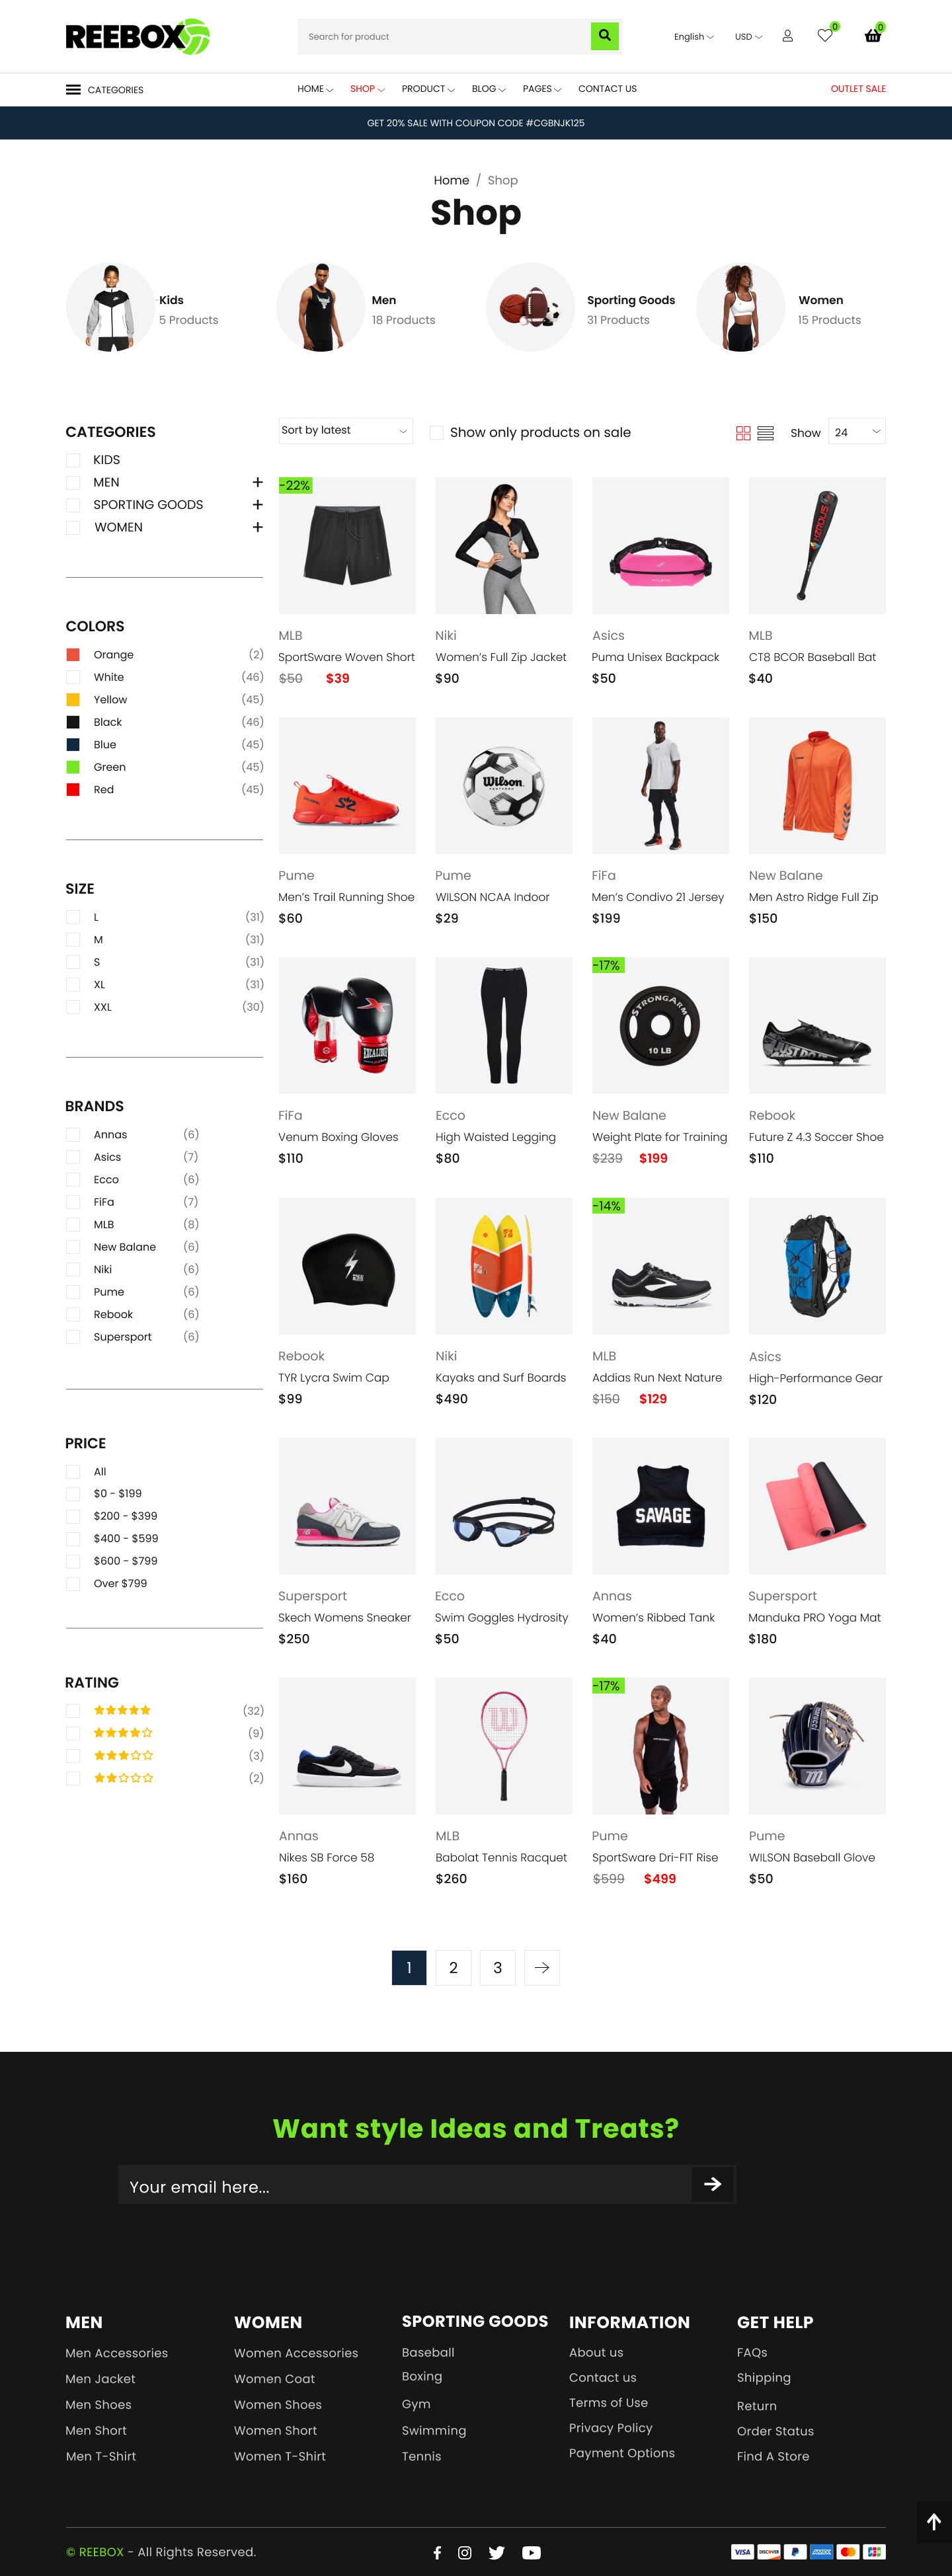 REEBOX
Search for product
English
USD
0
0
CATEGORIES
HOME
SHOP
PRODUCT
BLOG
PAGES
CONTACT US
OUTLET SALE
GET 20% SALE WITH COUPON CODE #CGBNJK125
Home / Shop
Shop
Kids
5 Products
Men
18 Products
Sporting Goods
31 Products
Women
15 Products
CATEGORIES
KIDS
MEN +
SPORTING GOODS +
WOMEN +
COLORS
Orange (2)
White (46)
Yellow (45)
Black (46)
Blue (45)
Green (45)
Red (45)
SIZE
L (31)
M (31)
S (31)
XL (31)
XXL (30)
BRANDS
Annas (6)
Asics (7)
Ecco (6)
FiFa (7)
MLB (8)
New Balane (6)
Niki (6)
Pume (6)
Rebook (6)
Supersport (6)
PRICE
All
$0 - $199
$200 - $399
$400 - $599
$600 - $799
Over $799
RATING
(32)
(9)
(3)
(2)
Sort by latest
Show only products on sale
Show
24
-22%
MLB
SportSware Woven Short
$50 $39
Niki
Women's Full Zip Jacket
$90
Asics
Puma Unisex Backpack
$50
MLB
CT8 BCOR Baseball Bat
$40
Pume
Men's Trail Running Shoe
$60
Wilson
Pume
WILSON NCAA Indoor
$29
FiFa
Men's Condivo 21 Jersey
$199
New Balane
Men Astro Ridge Full Zip
$150
EXCALIBUR
FiFa
Venum Boxing Gloves
$110
Ecco
High Waisted Legging
$80
-17%
STRONGARM
10 LB
New Balane
Weight Plate for Training
$239 $199
Rebook
Future Z 4.3 Soccer Shoe
$110
Rebook
TYR Lycra Swim Cap
$99
Niki
Kayaks and Surf Boards
$490
-14%
MLB
Addias Run Next Nature
$150 $129
Asics
High-Performance Gear
$120
Supersport
Skech Womens Sneaker
$250
Ecco
Swim Goggles Hydrosity
$50
SAVAGE
Annas
Women's Ribbed Tank
$40
Supersport
Manduka PRO Yoga Mat
$180
Annas
Nikes SB Force 58
$160
MLB
Babolat Tennis Racquet
$260
-17%
Pume
SportSware Dri-FIT Rise
$599 $499
Pume
WILSON Baseball Glove
$50
1
2
3
Want style Ideas and Treats?
Your email here...
MEN
Men Accessories
Men Jacket
Men Shoes
Men Short
Men T-Shirt
WOMEN
Women Accessories
Women Coat
Women Shoes
Women Short
Women T-Shirt
SPORTING GOODS
Baseball
Boxing
Gym
Swimming
Tennis
INFORMATION
About us
Contact us
Terms of Use
Privacy Policy
Payment Options
GET HELP
FAQs
Shipping
Return
Order Status
Find A Store
© REEBOX - All Rights Reserved.
VISA
DISCOVER
JCB